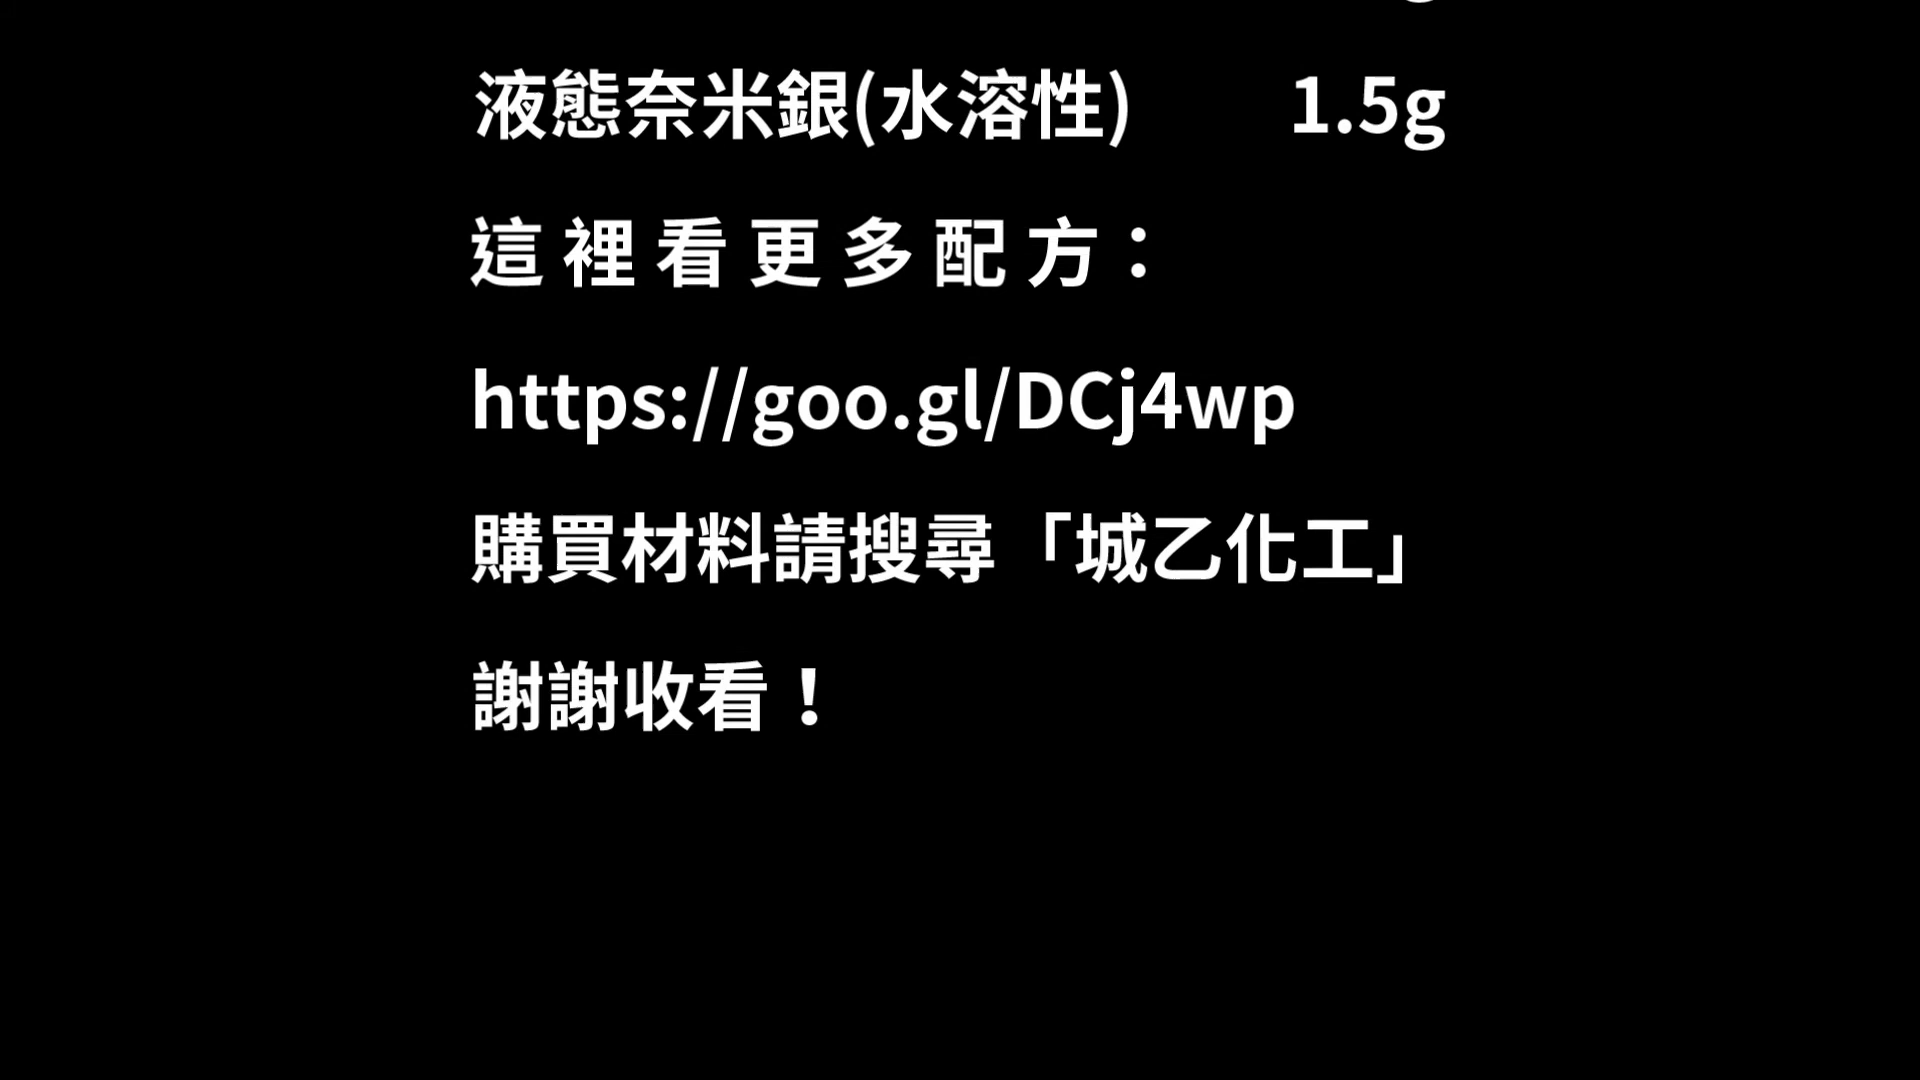 液態奈米銀(水溶性) 1.5g
這裡看更多配方：
https://goo.gl/DCj4wp
購買材料請搜尋「城乙化工」
謝謝收看！